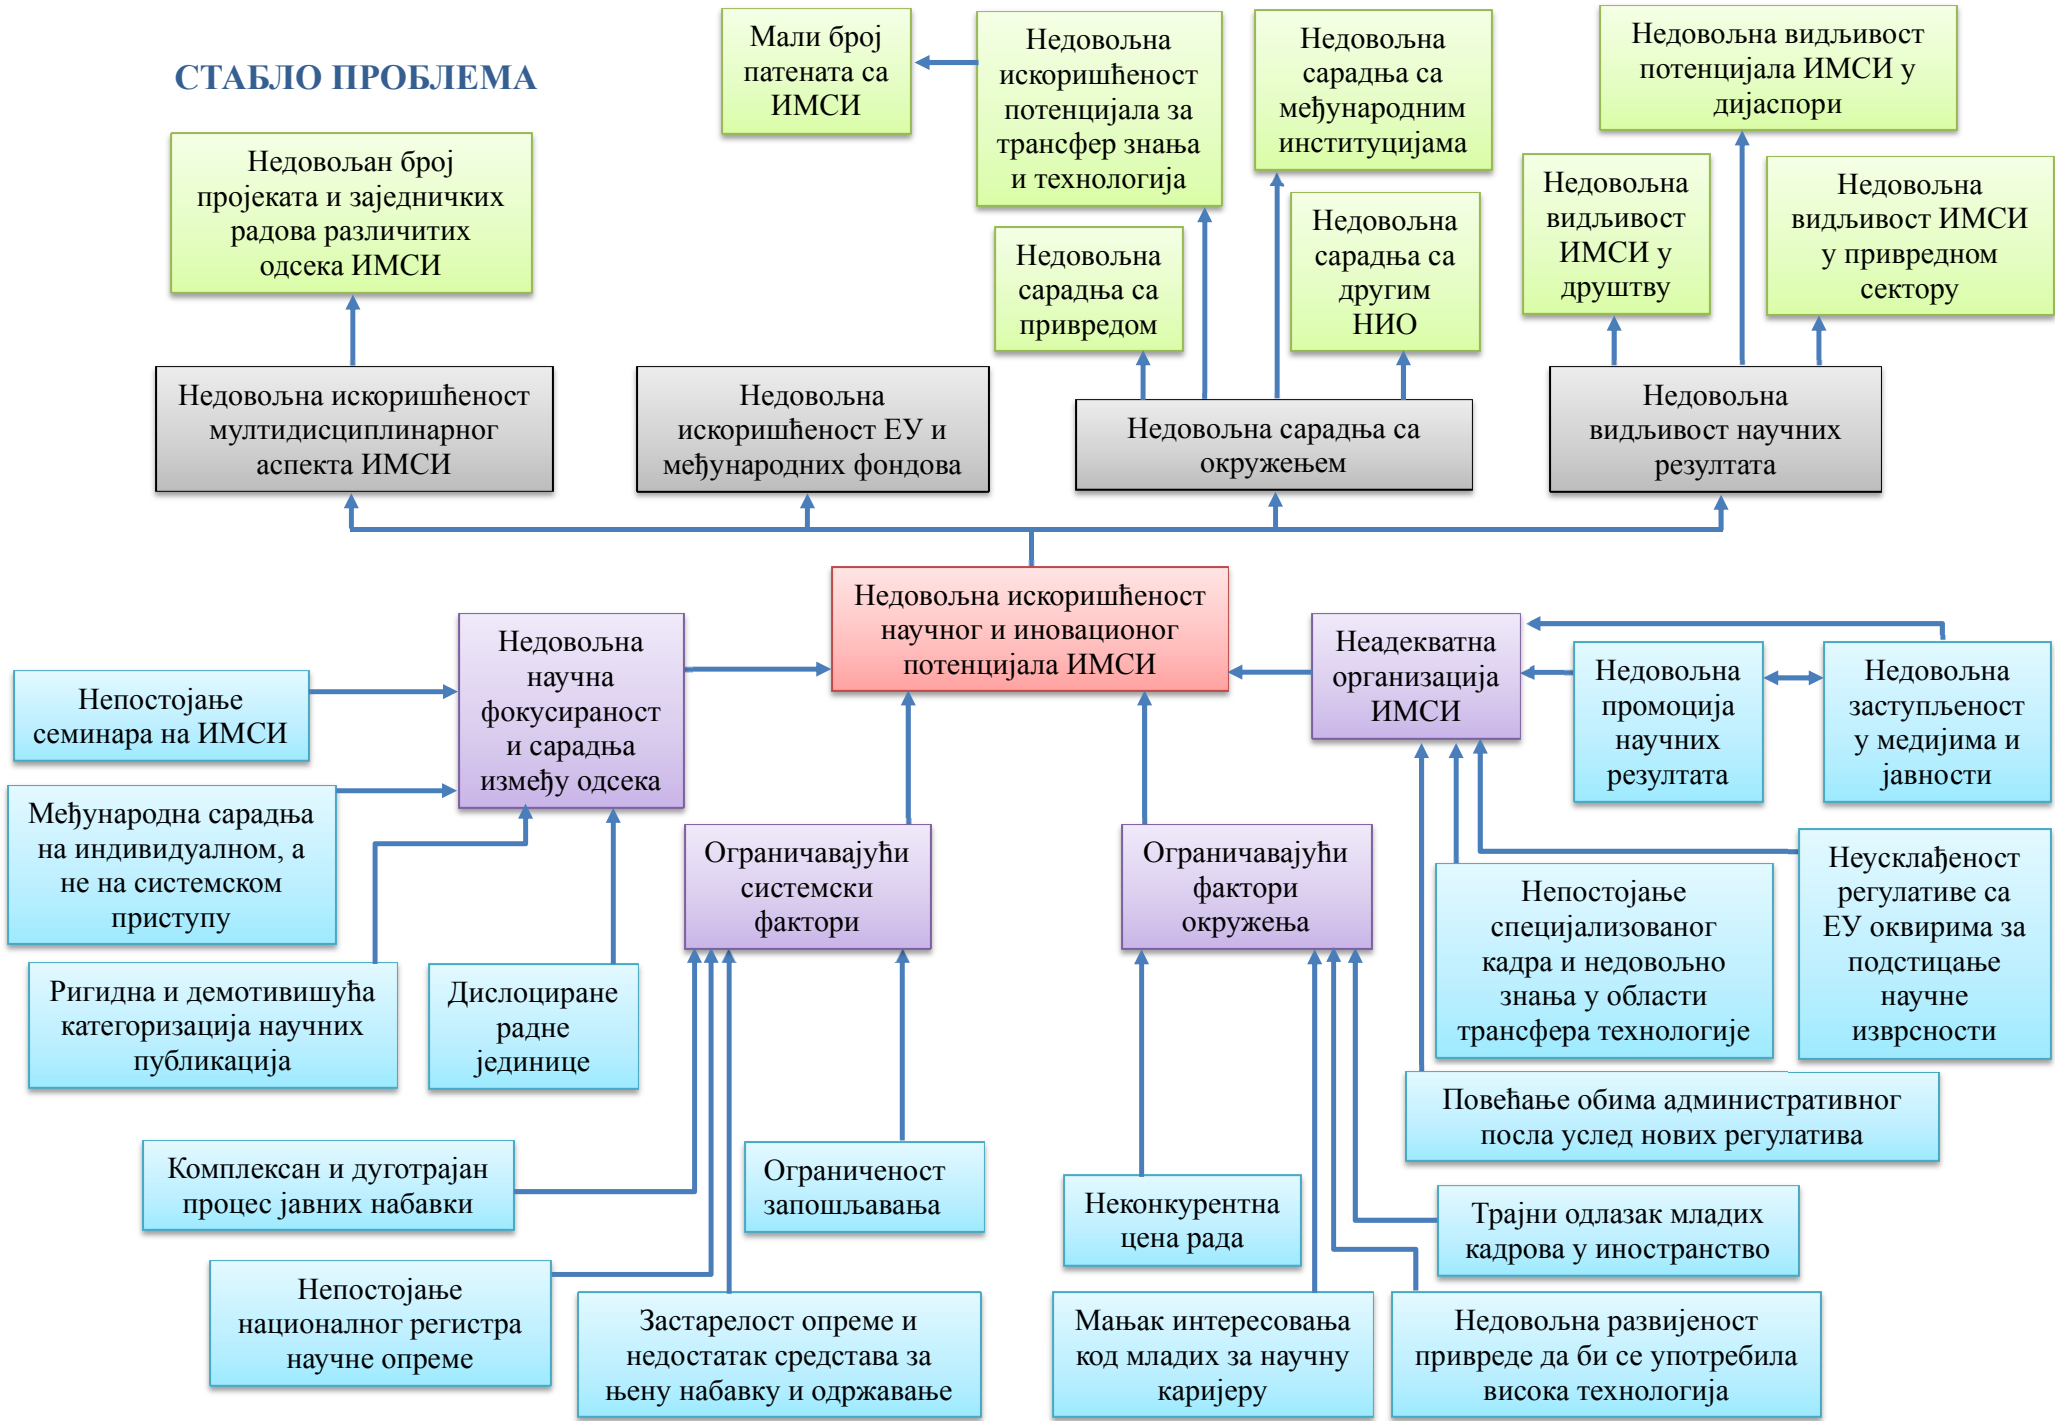 СТАБЛО ПРОБЛЕМА
Мали број
патената са
ИМСИ
Недовољна
искоришћеност
потенцијала за
трансфер знања
и технологија
Недовољна
сарадња са
међународним
институцијама
Недовољна видљивост
потенцијала ИМСИ у
дијаспори
Недовољан број
пројеката и заједничких
радова различитих
одсека ИМСИ
Недовољна
сарадња са
привредом
Недовољна
сарадња са
другим
НИО
Недовољна
видљивост
ИМСИ у
друштву
Недовољна
видљивост ИМСИ
у привредном
сектору
Недовољна искоришћеност
мултидисциплинарног
аспекта ИМСИ
Недовољна
искоришћеност ЕУ и
међународних фондова
Недовољна сарадња са
окружењем
Недовољна
видљивост научних
резултата
Недовољна искоришћеност
научног и иновационог
потенцијала ИМСИ
Непостојање
семинара на ИМСИ
Недовољна
научна
фокусираност
и сарадња
између одсека
Неадекватна
организација
ИМСИ
Недовољна
промоција
научних
резултата
Недовољна
заступљеност
у медијима и
јавности
Међународна сарадња
на индивидуалном, а
не на системском
приступу
Ограничавајући
системски
фактори
Ограничавајући
фактори
окружења
Непостојање
специјализованог
кадра и недовољно
знања у области
трансфера технологије
Неусклађеност
регулативе са
ЕУ оквирима за
подстицање
научне
изврсности
Ригидна и демотивишућа
категоризација научних
публикација
Дислоциране
радне
јединице
Повећање обима административног
посла услед нових регулатива
Комплексан и дуготрајан
процес јавних набавки
Ограниченост
запошљавања
Неконкурентна
цена рада
Трајни одлазак младих
кадрова у иностранство
Непостојање
националног регистра
научне опреме
Застарелост опреме и
недостатак средстава за
њену набавку и одржавање
Мањак интересовања
код младих за научну
каријеру
Недовољна развијеност
привреде да би се употребила
висока технологија